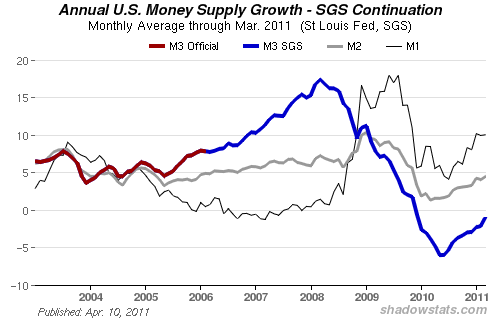 Annual U.S. Money Supply Growth - SGS Continuation
Monthly Average through Mar. 2011 (St Louis Fed, SGS)
M3 Official M3 SGS M2 M1
20
15
10
5
0
−5
−10
2004 2005 2006 2007 2008 2009 2010 2011
Published: Apr. 10, 2011
shadowstats.com